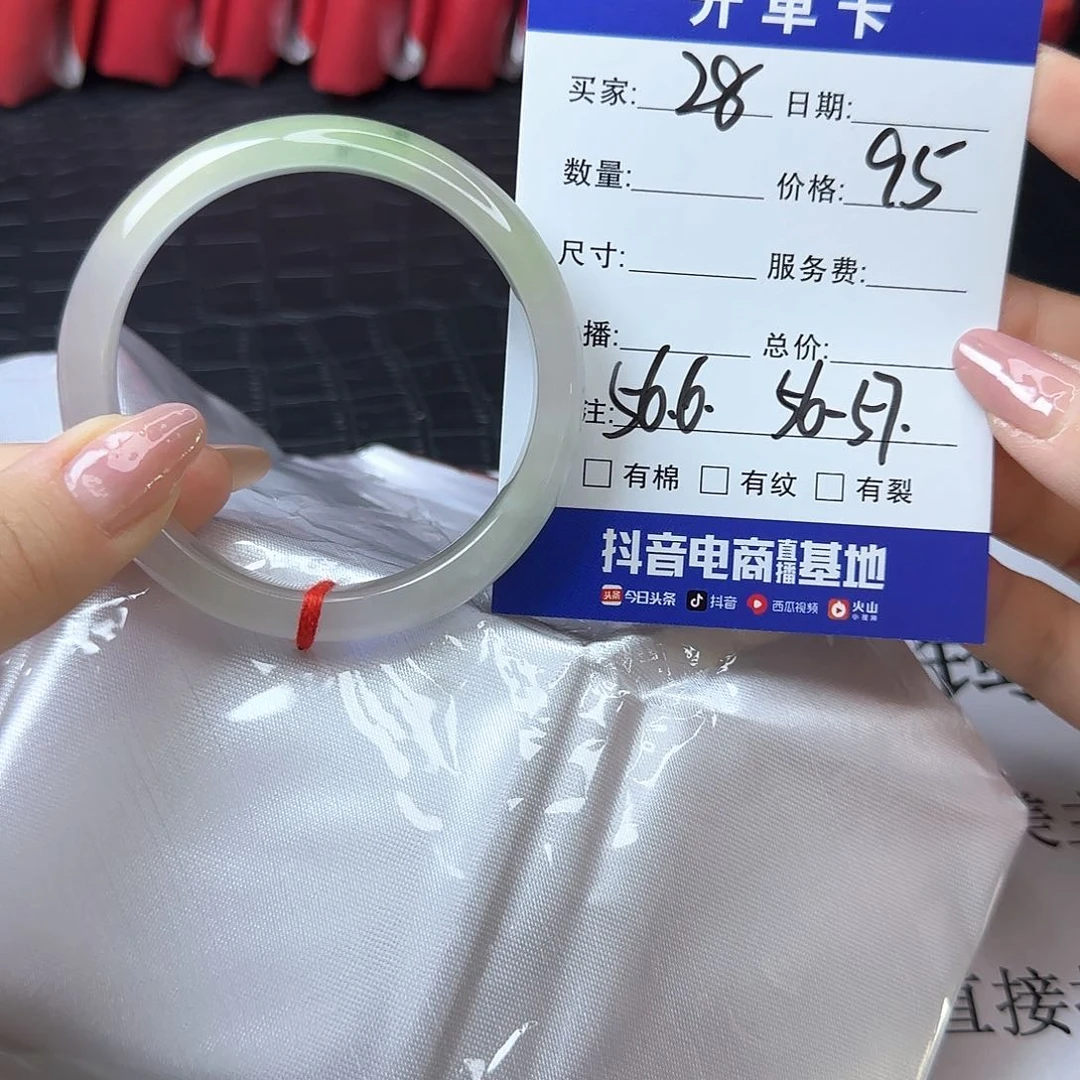 开单卡
买家: 28 日期:
数量: 价格: 95
尺寸: 服务费:
播: 总价:
注: 56.6. 56-57.
□ 有棉 □ 有纹 □ 有裂
抖音电商直播基地
头条 今日头条 抖音 西瓜视频 火山
直接